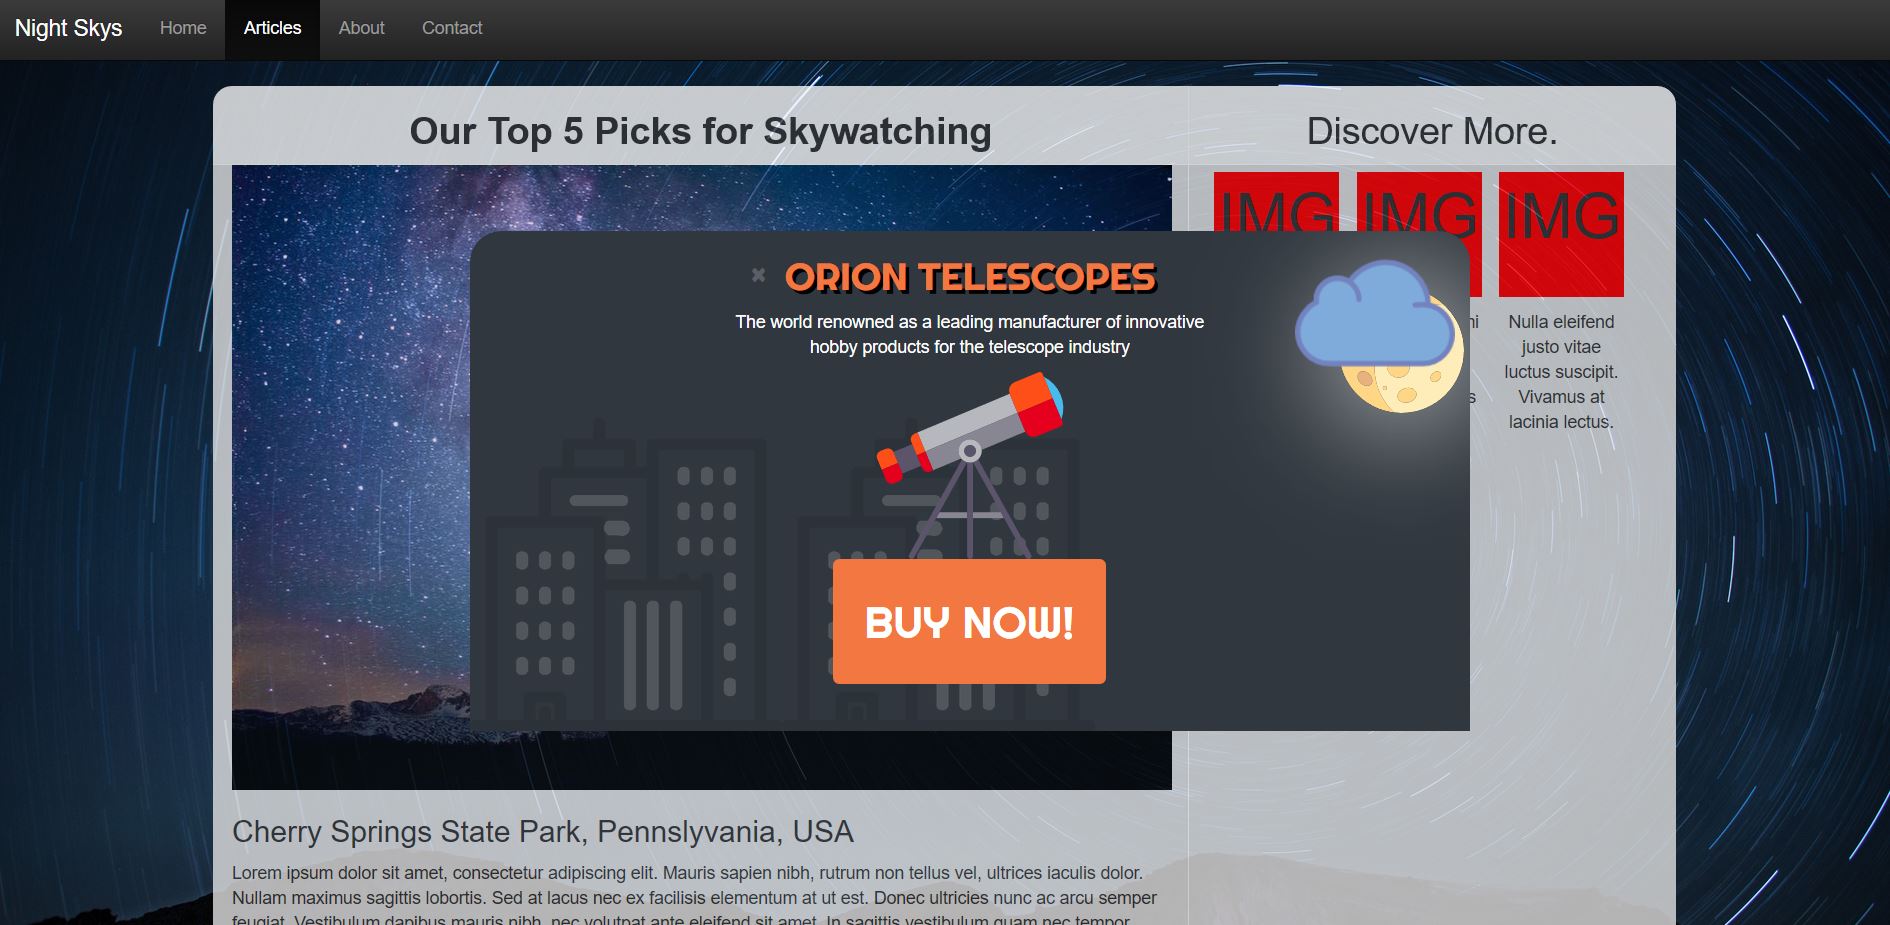 Night Skys Home Articles About Contact
Our Top 5 Picks for Skywatching
Discover More.
IMG IMG IMG
✖ ORION TELESCOPES
The world renowned as a leading manufacturer of innovative
hobby products for the telescope industry
BUY NOW!
Nulla eleifend
justo vitae
luctus suscipit.
Vivamus at
lacinia lectus.
Cherry Springs State Park, Pennslyvania, USA
Lorem ipsum dolor sit amet, consectetur adipiscing elit. Mauris sapien nibh, rutrum non tellus vel, ultrices iaculis dolor.
Nullam maximus sagittis lobortis. Sed at lacus nec ex facilisis elementum at ut est. Donec ultricies nunc ac arcu semper
feugiat. Vestibulum dapibus mauris nibh, nec volutpat ante eleifend sit amet. In sagittis vestibulum quam nec tempor.